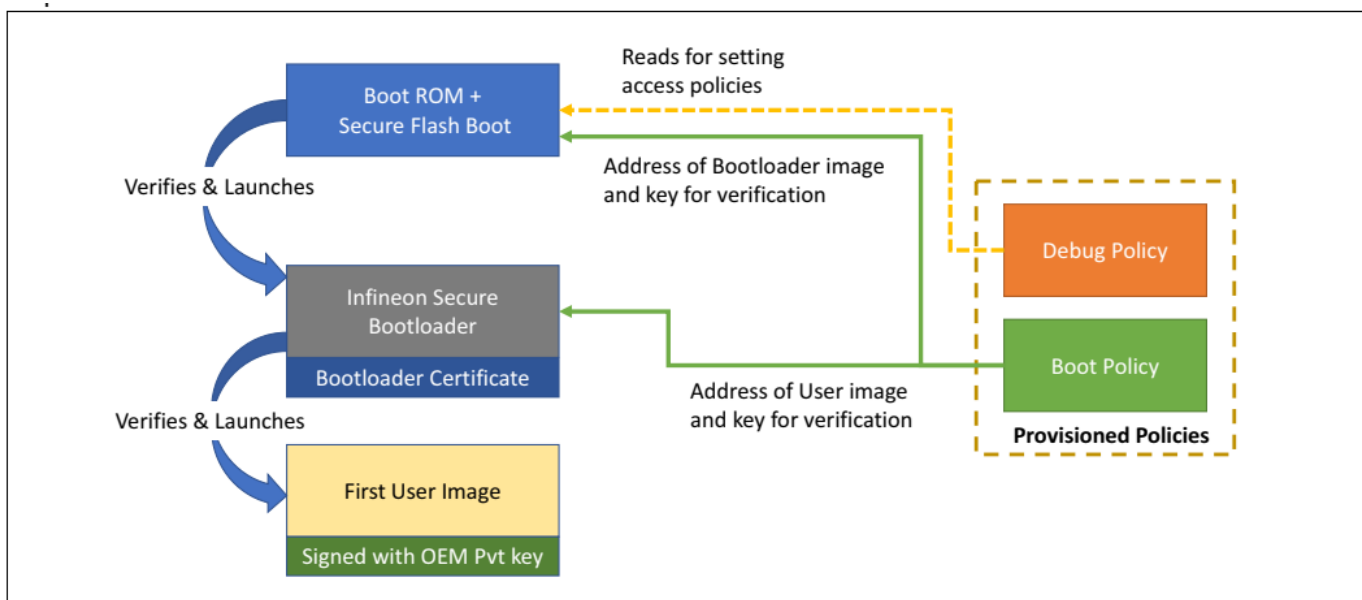 Reads for setting
access policies
Boot ROM +
Secure Flash Boot
Address of Bootloader image
and key for verification
Verifies & Launches
Debug Policy
Infineon Secure
Bootloader
Bootloader Certificate
Boot Policy
Address of User image
and key for verification
Provisioned Policies
Verifies & Launches
First User Image
Signed with OEM Pvt key